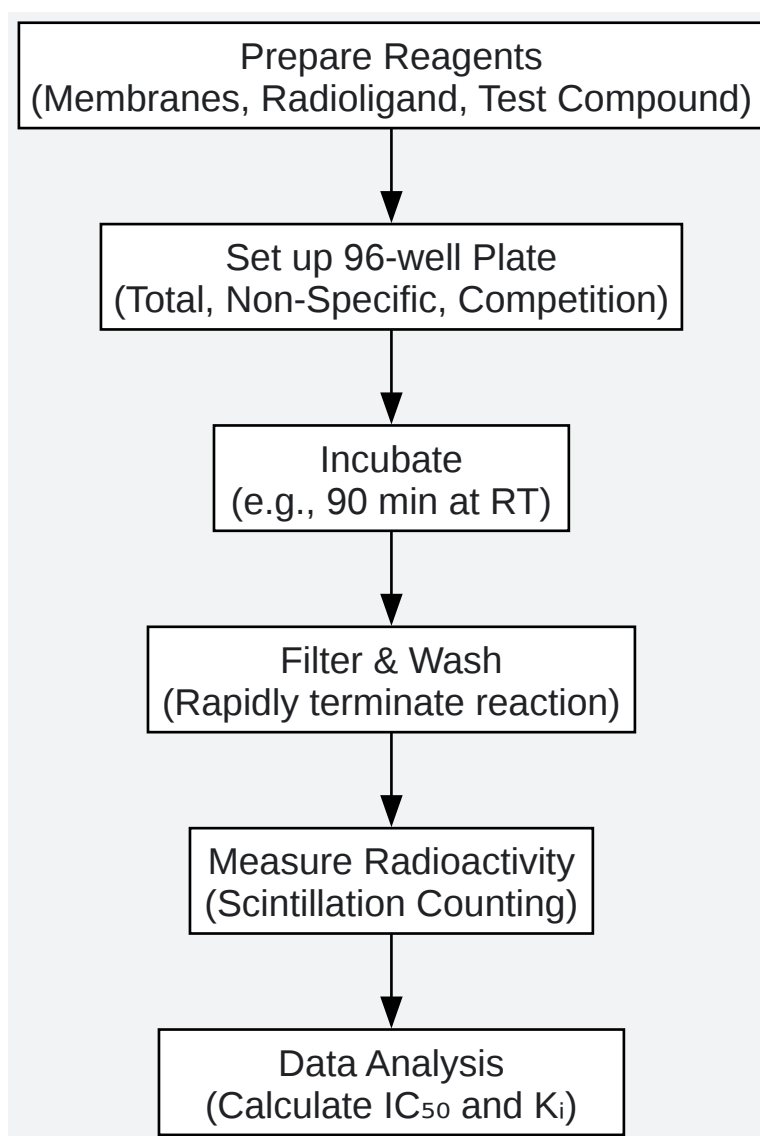 Prepare Reagents
(Membranes, Radioligand, Test Compound)
Set up 96-well Plate
(Total, Non-Specific, Competition)
Incubate
(e.g., 90 min at RT)
Filter & Wash
(Rapidly terminate reaction)
Measure Radioactivity
(Scintillation Counting)
Data Analysis
(Calculate IC₅₀ and Kᵢ)